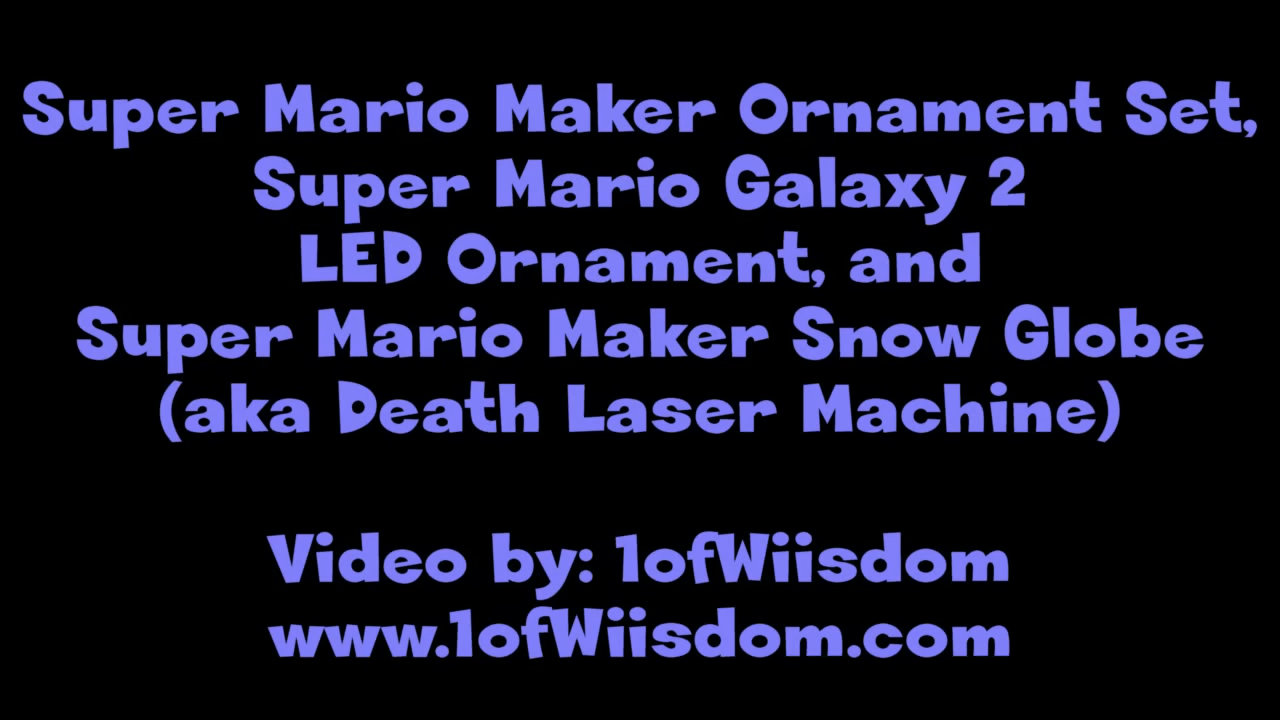 Super Mario Maker Ornament Set,
Super Mario Galaxy 2
LED Ornament, and
Super Mario Maker Snow Globe
(aka Death Laser Machine)
Video by: 1ofWiisdom
www.1ofWiisdom.com